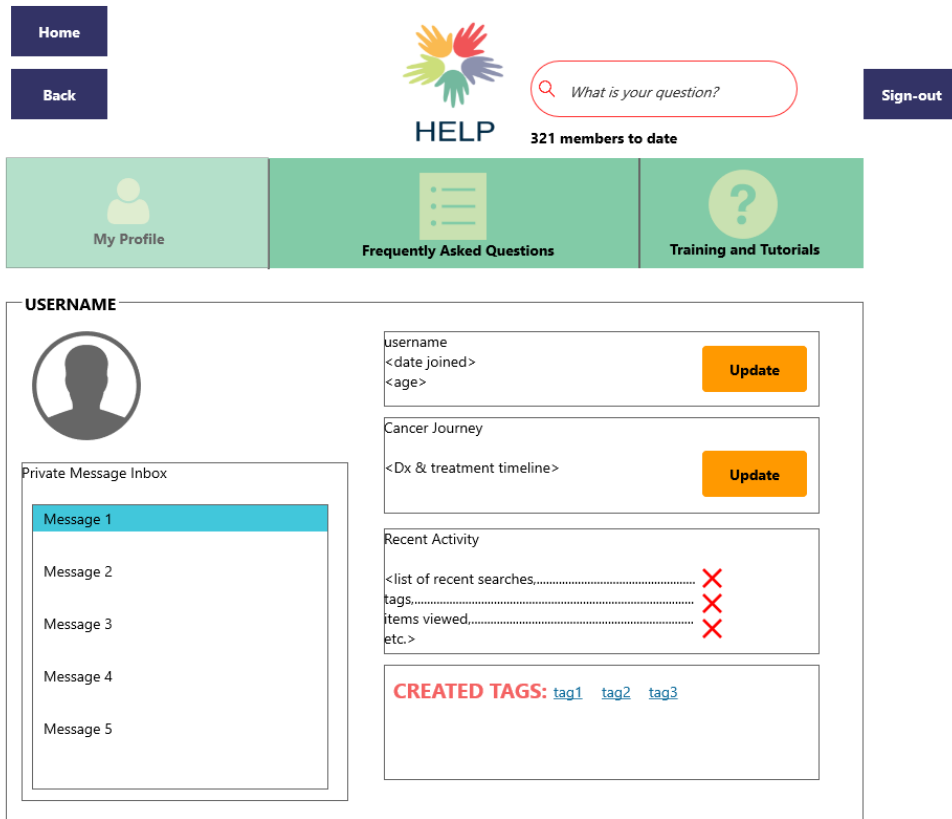 Home
Back
HELP
What is your question?
321 members to date
Sign-out
My Profile
Frequently Asked Questions
Training and Tutorials
USERNAME
username
<date joined>
<age>
Update
Cancer Journey
<Dx & treatment timeline>
Update
Private Message Inbox
Message 1
Message 2
Message 3
Message 4
Message 5
Recent Activity
<list of recent searches,......................................................
tags,..............................................................................
items viewed,..............................................................
etc.>
CREATED TAGS: tag1 tag2 tag3